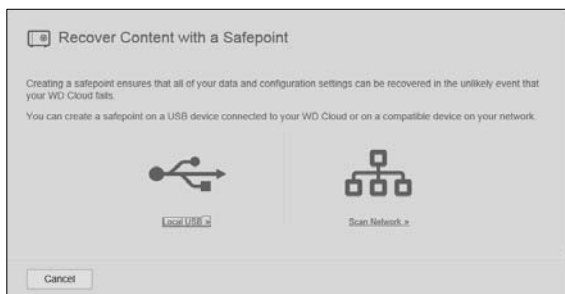 Recover Content with a Safepoint
Creating a safepoint ensures that all of your data and configuration settings can be recovered in the unlikely event that
your WD Cloud fails.
You can create a safepoint on a USB device connected to your WD Cloud or on a compatible device on your network.
Local USB »
Scan Network »
Cancel